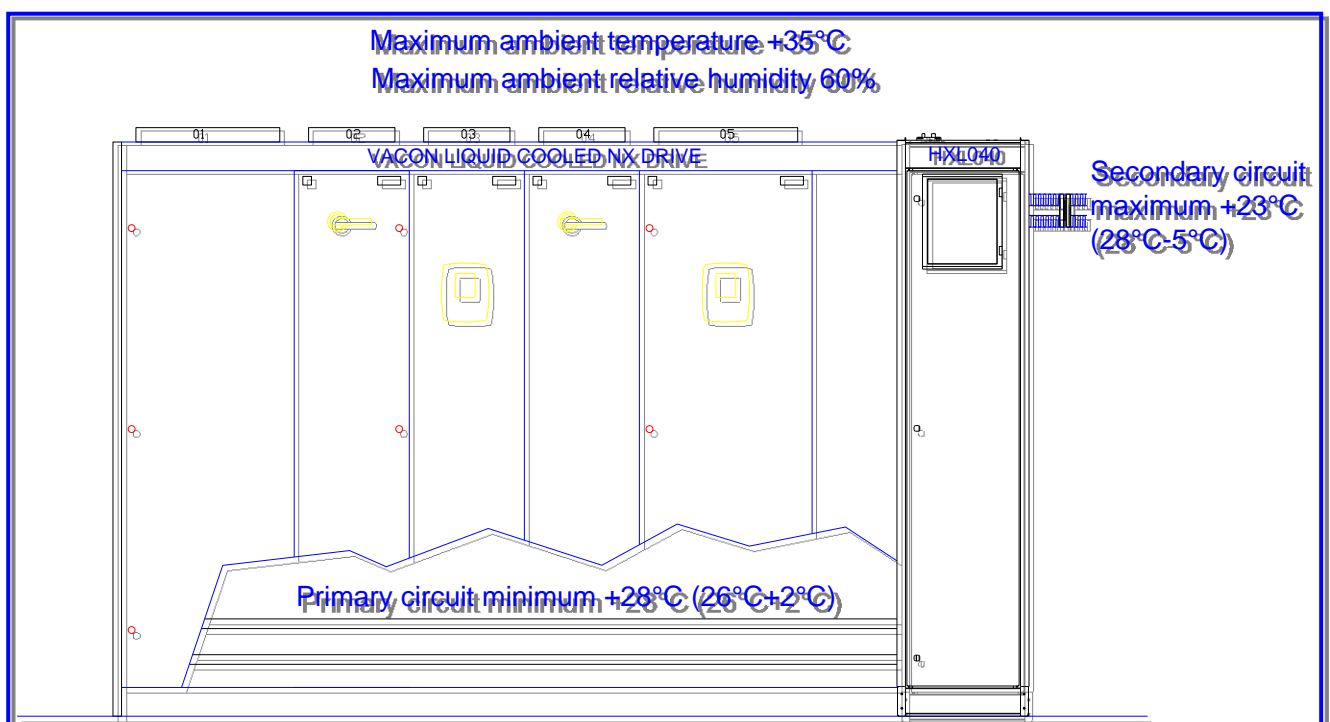 Maximum ambient temperature +35°C
Maximum ambient relative humidity 60%
01 02 03 04 05
VACON LIQUID COOLED NX DRIVE
HXL040
Secondary circuit
maximum +23°C
(28°C-5°C)
Primary circuit minimum +28°C (26°C+2°C)